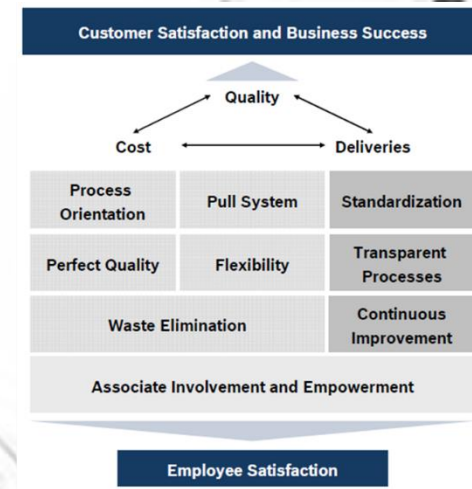 Customer Satisfaction and Business Success
Quality
Cost
Deliveries
Process
Orientation
Pull System
Standardization
Perfect Quality
Flexibility
Transparent
Processes
Waste Elimination
Continuous
Improvement
Associate Involvement and Empowerment
Employee Satisfaction